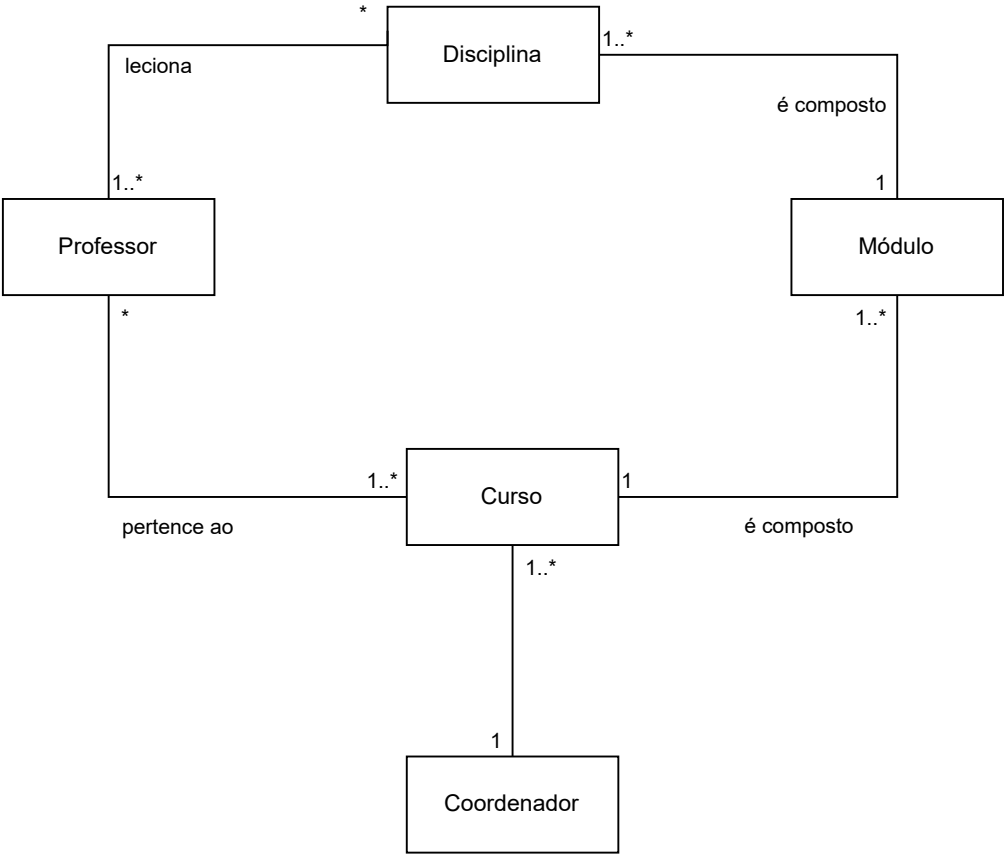 *
Disciplina
1..*
leciona
é composto
1..*
1
Professor
Módulo
*
1..*
1..*
Curso
1
pertence ao
é composto
1..*
1
Coordenador